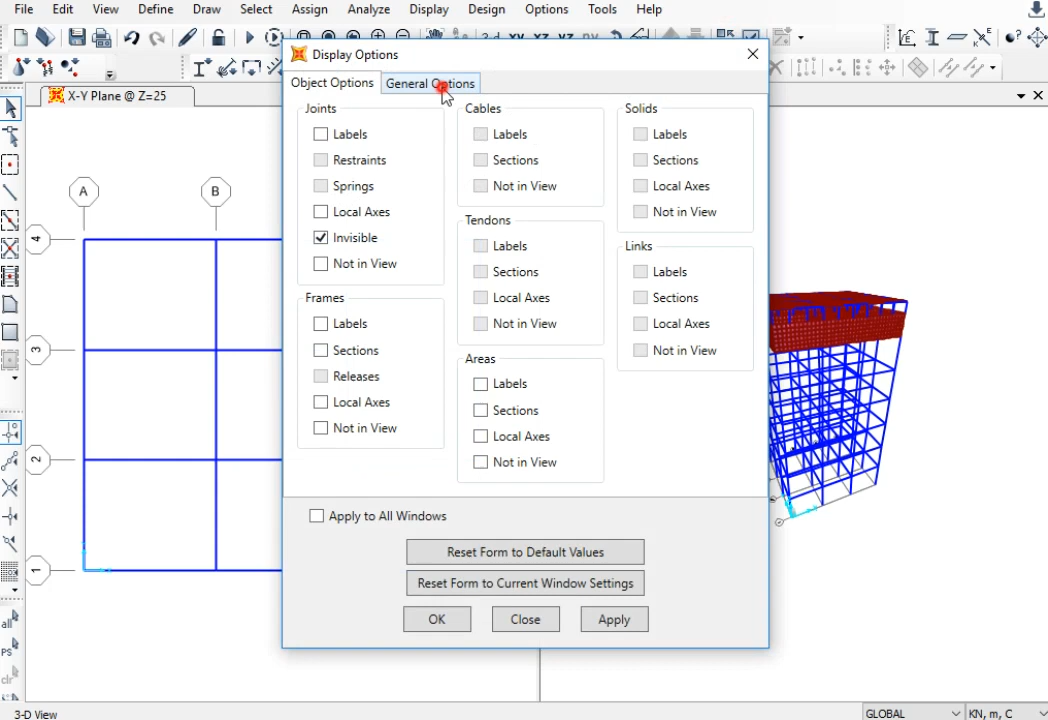 File Edit View Define Draw Select Assign Analyze Display Design Options Tools Help
Display Options
Object Options General Options
X-Y Plane @ Z=25
Joints
Labels
Restraints
Springs
Local Axes
Invisible
Not in View
Frames
Labels
Sections
Releases
Local Axes
Not in View
Cables
Labels
Sections
Not in View
Tendons
Labels
Sections
Local Axes
Not in View
Areas
Labels
Sections
Local Axes
Not in View
Solids
Labels
Sections
Local Axes
Not in View
Links
Labels
Sections
Local Axes
Not in View
Apply to All Windows
Reset Form to Default Values
Reset Form to Current Window Settings
OK Close Apply
A B
4
3
2
1
all
PS
clr
3-D View GLOBAL KN, m, C